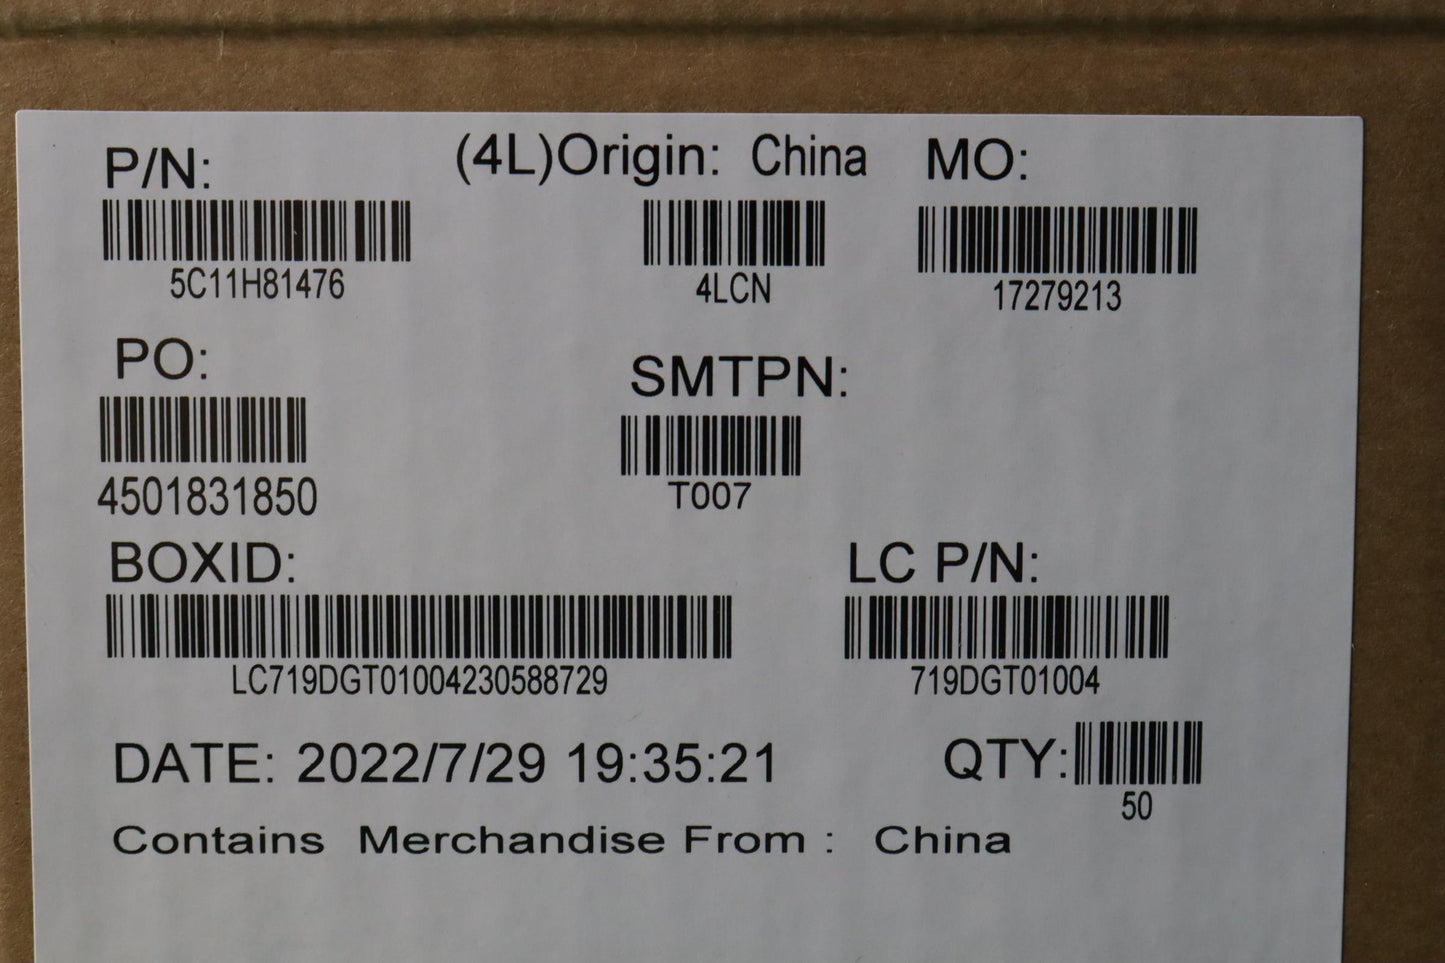 P/N: (4L)Origin: China MO:
5C11H81476 4LCN 17279213
PO: SMTPN:
4501831850 T007
BOXID: LC P/N:
LC719DGT01004230588729 719DGT01004
DATE: 2022/7/29 19:35:21 QTY:
50
Contains Merchandise From : China